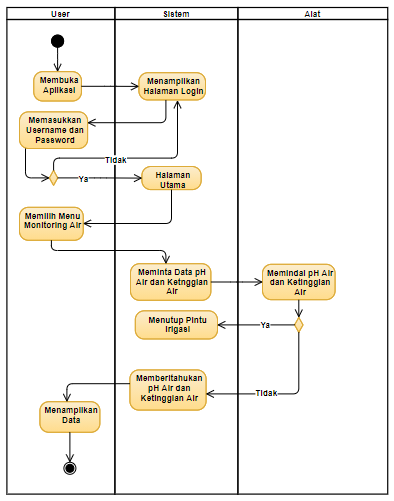 User
Sistem
Alat
Membuka
Aplikasi
Menampilkan
Halaman Login
Memasukkan
Username dan
Password
Tidak
Ya
Halaman
Utama
Memilih Menu
Monitoring Air
Meminta Data pH
Air dan Ketinggian
Air
Memindai pH Air
dan Ketinggian
Air
Menutup Pintu
Irigasi
Ya
Memberitahukan
pH Air dan
Ketinggian Air
Tidak
Menampilkan
Data